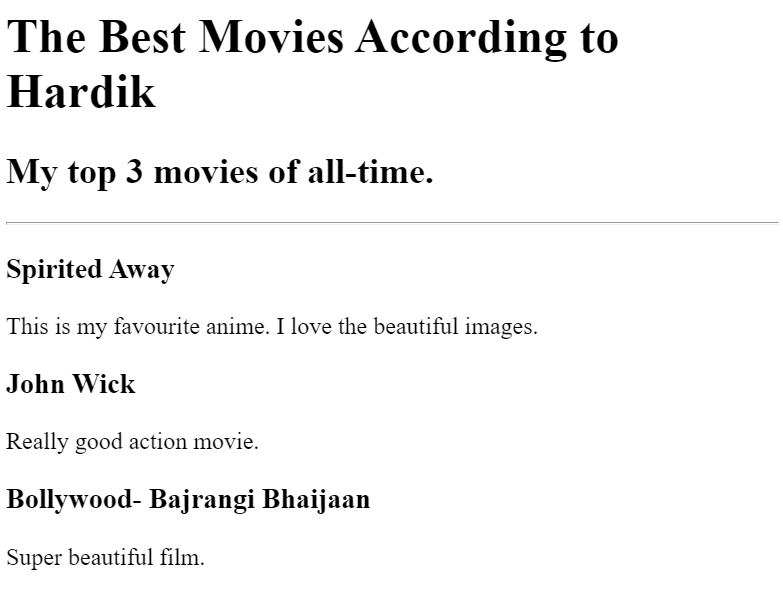 The Best Movies According to
Hardik
My top 3 movies of all-time.
Spirited Away
This is my favourite anime. I love the beautiful images.
John Wick
Really good action movie.
Bollywood- Bajrangi Bhaijaan
Super beautiful film.